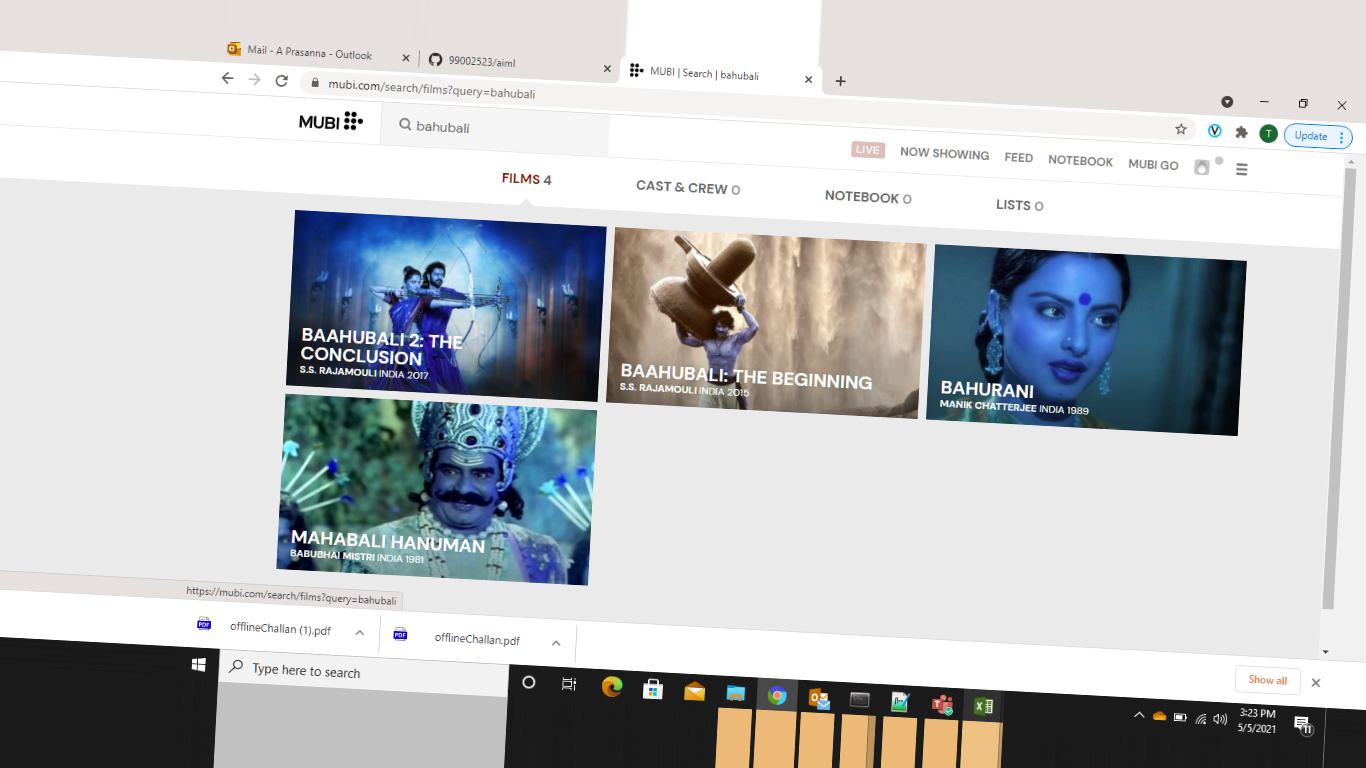 Mail - A Prasanna - Outlook
99002523/aiml
MUBI | Search | bahubali
mubi.com/search/films?query=bahubali
T
Update
MUBI
bahubali
LIVE
NOW SHOWING
FEED
NOTEBOOK
MUBI GO
FILMS 4
CAST & CREW 0
NOTEBOOK 0
LISTS 0
BAAHUBALI 2: THE
CONCLUSION
S.S. RAJAMOULI INDIA 2017
BAAHUBALI: THE BEGINNING
S.S. RAJAMOULI INDIA 2015
BAHURANI
MANIK CHATTERJEE INDIA 1989
MAHABALI HANUMAN
BABUBHAI MISTRI INDIA 1981
https://mubi.com/search/films?query=bahubali
PDF
offlineChallan (1).pdf
PDF
offlineChallan.pdf
Show all
Type here to search
3:23 PM
5/5/2021
11